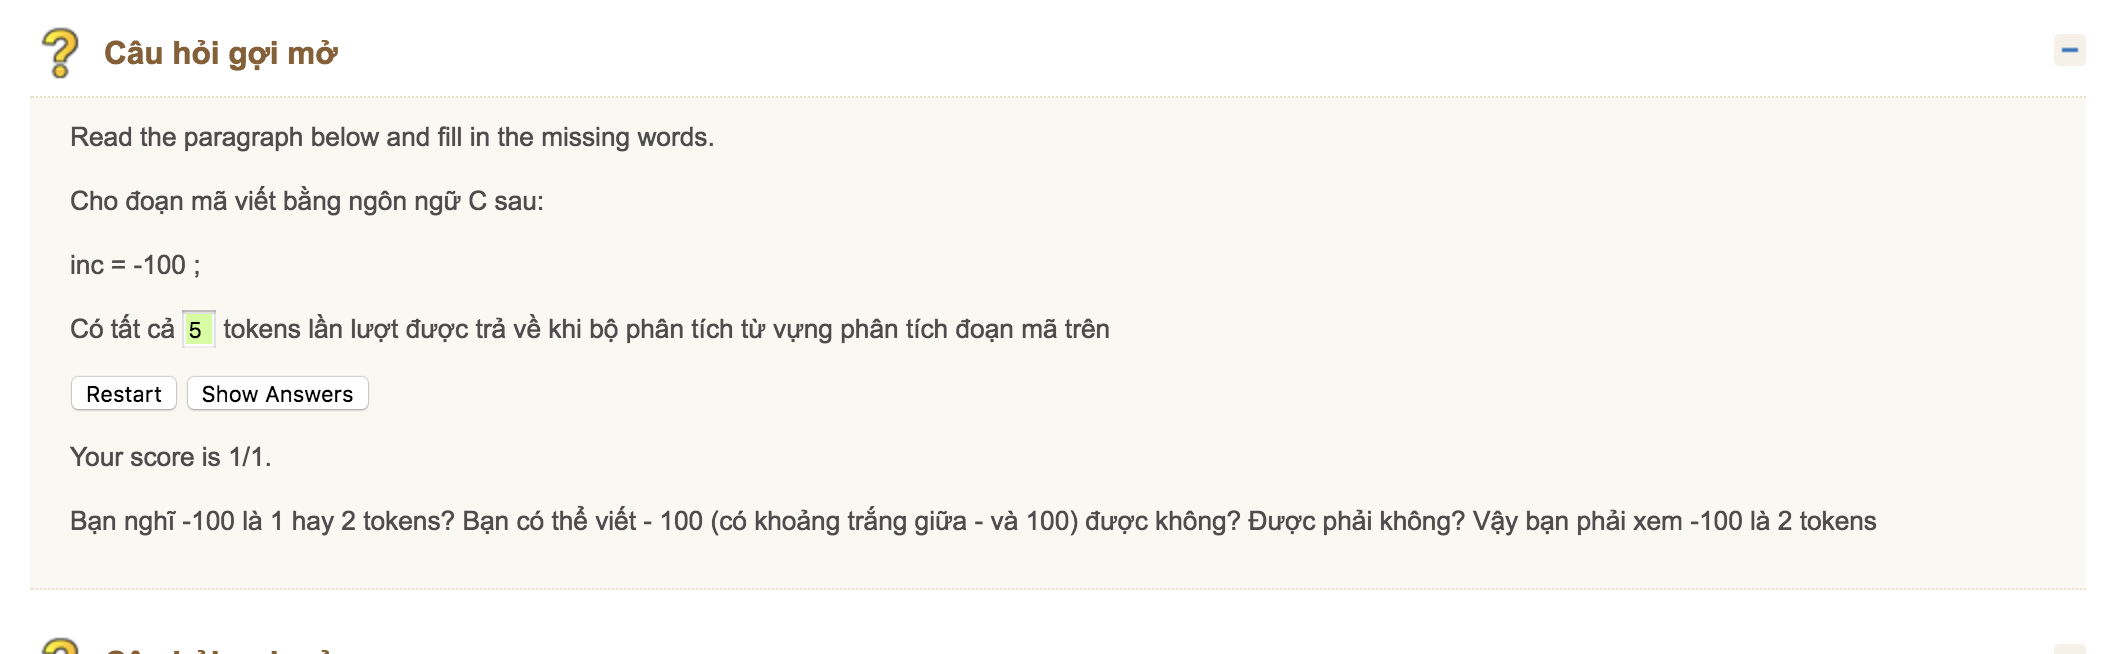 Câu hỏi gợi mở
Read the paragraph below and fill in the missing words.
Cho đoạn mã viết bằng ngôn ngữ C sau:
inc = -100 ;
Có tất cả 5 tokens lần lượt được trả về khi bộ phân tích từ vựng phân tích đoạn mã trên
Restart Show Answers
Your score is 1/1.
Bạn nghĩ -100 là 1 hay 2 tokens? Bạn có thể viết - 100 (có khoảng trắng giữa - và 100) được không? Được phải không? Vậy bạn phải xem -100 là 2 tokens